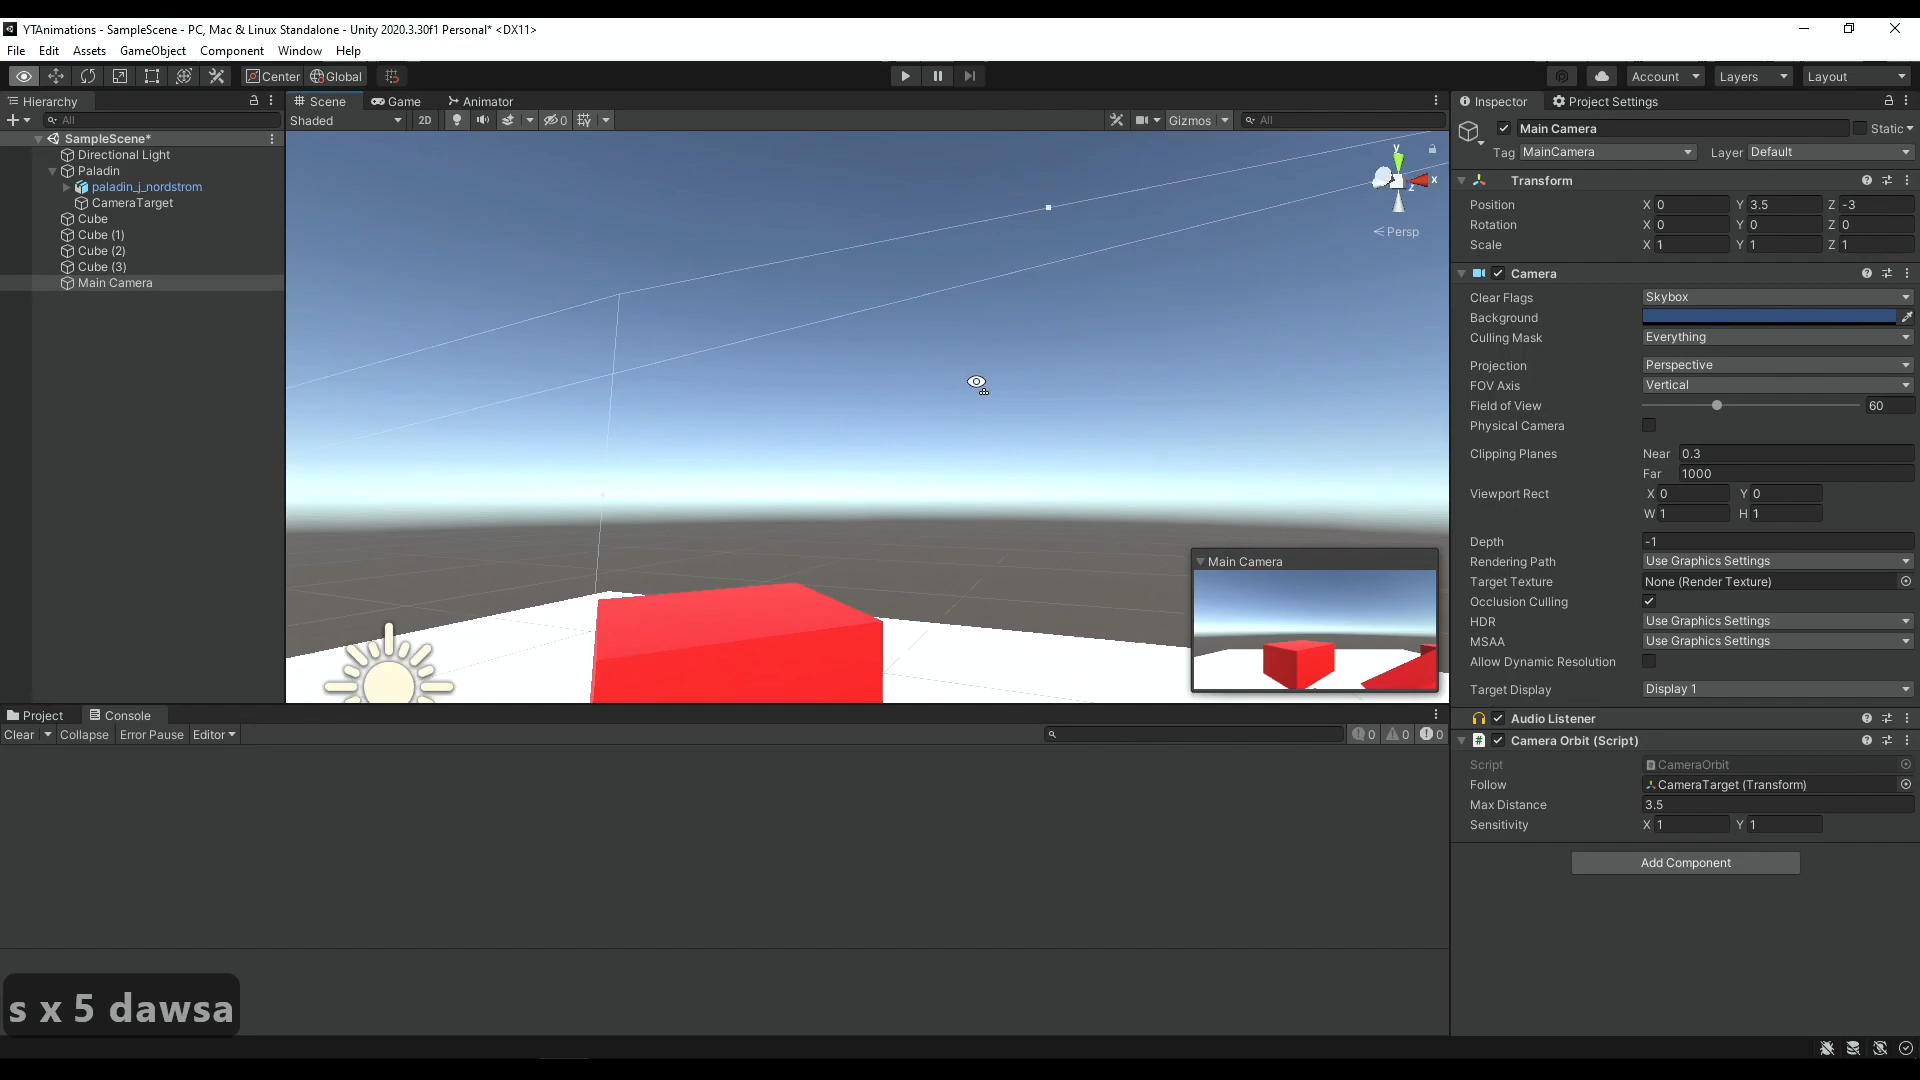 YTAnimations - SampleScene - PC, Mac & Linux Standalone - Unity 2020.3.30f1 Personal* <DX11>
File Edit Assets GameObject Component Window Help
Center Global Account Layers Layout
Hierarchy
All
SampleScene*
Directional Light
Paladin
paladin_j_nordstrom
CameraTarget
Cube
Cube (1)
Cube (2)
Cube (3)
Main Camera
Scene Game Animator
Shaded 2D 0 Gizmos All
y
x
z
Persp
Main Camera
Project Console
Clear Collapse Error Pause Editor 0 0 0
s x 5 dawsa
Inspector Project Settings
Main Camera Static
Tag MainCamera Layer Default
Transform
Position X 0 Y 3.5 Z -3
Rotation X 0 Y 0 Z 0
Scale X 1 Y 1 Z 1
Camera
Clear Flags Skybox
Background
Culling Mask Everything
Projection Perspective
FOV Axis Vertical
Field of View 60
Physical Camera
Clipping Planes Near 0.3
Far 1000
Viewport Rect X 0 Y 0
W 1 H 1
Depth -1
Rendering Path Use Graphics Settings
Target Texture None (Render Texture)
Occlusion Culling
HDR Use Graphics Settings
MSAA Use Graphics Settings
Allow Dynamic Resolution
Target Display Display 1
Audio Listener
# Camera Orbit (Script)
Script CameraOrbit
Follow CameraTarget (Transform)
Max Distance 3.5
Sensitivity X 1 Y 1
Add Component